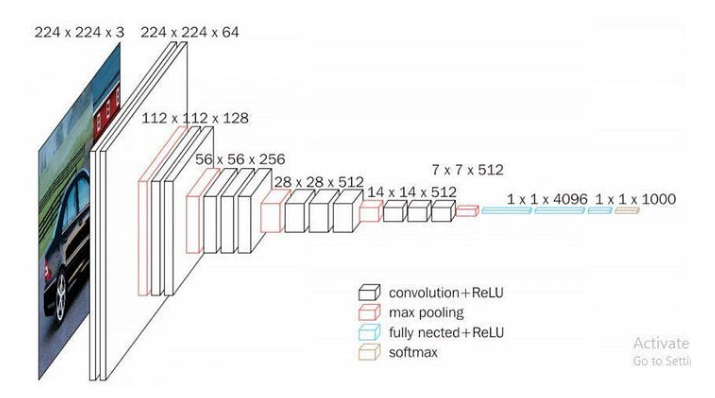 224 x 224 x 3 224 x 224 x 64
112 x 112 x 128
56 x 56 x 256
28 x 28 x 512
14 x 14 x 512
7 x 7 x 512
1 x 1 x 4096 1 x 1 x 1000
convolution+ReLU
max pooling
fully nected+ReLU
softmax
Activate
Go to Setti